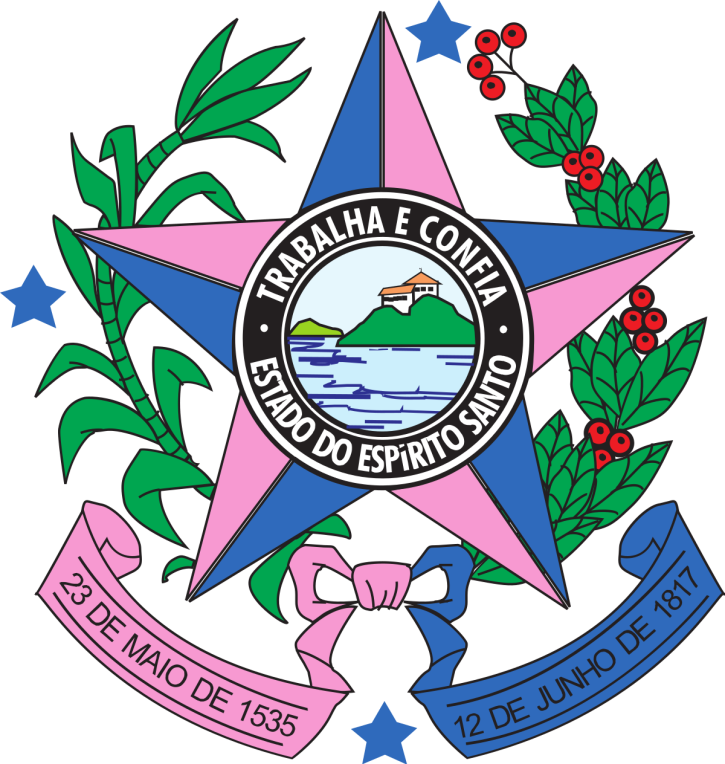 TRABALHA E CONFIA
ESTADO DO ESPÍRITO SANTO
23 DE MAIO DE 1535
12 DE JUNHO DE 1817